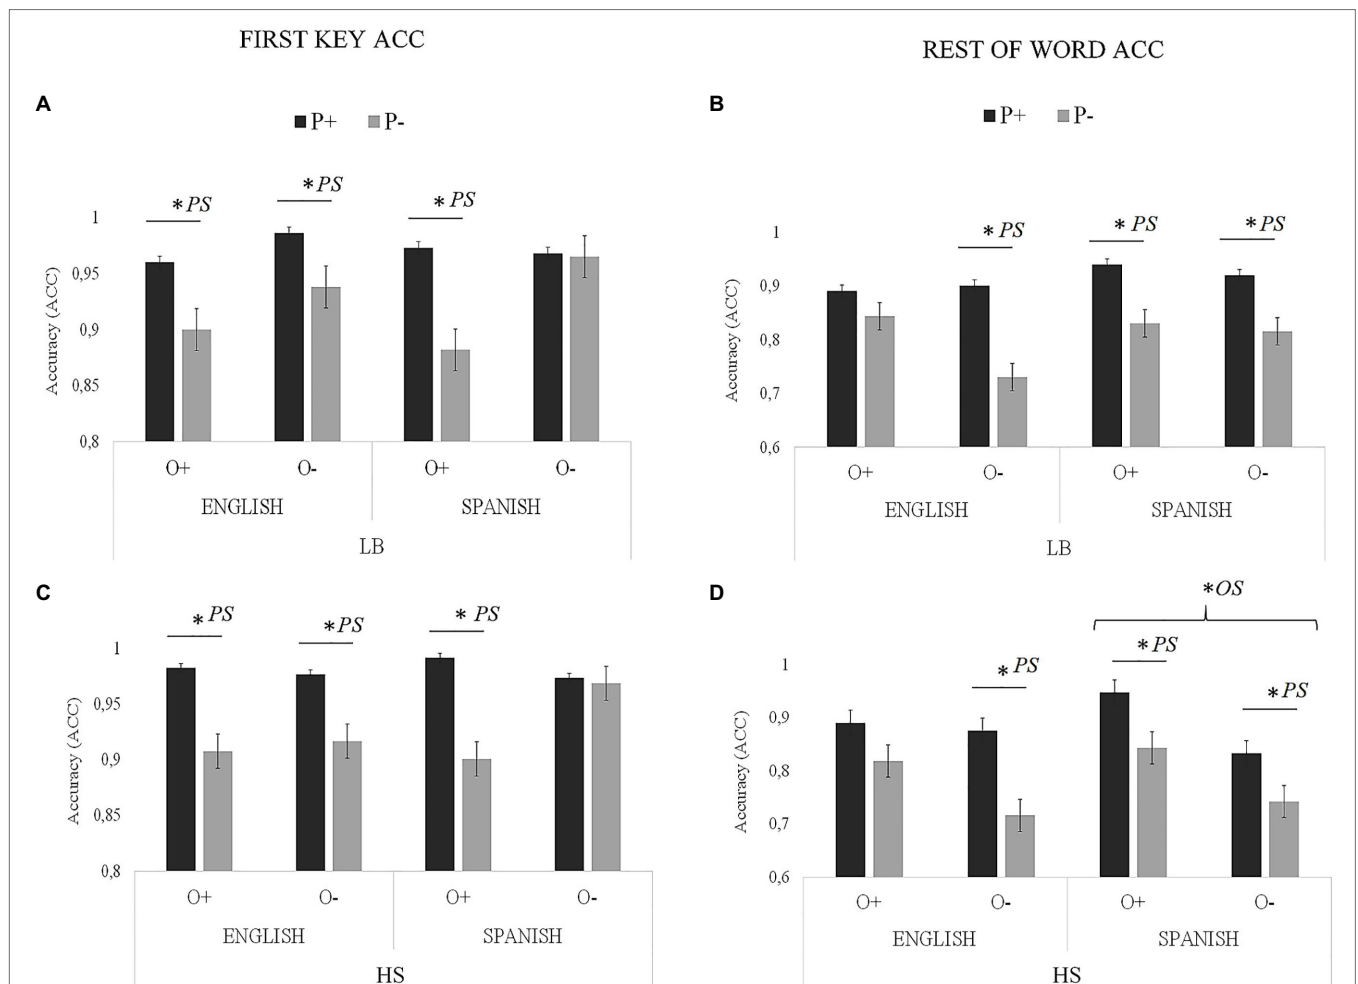 FIRST KEY ACC
REST OF WORD ACC
A
P+ P-
* PS
* PS
* PS
Accuracy (ACC)
1
0,95
0,9
0,85
0,8
O+ O- O+ O-
ENGLISH SPANISH
LB
B
P+ P-
* PS
* PS
* PS
Accuracy (ACC)
1
0,9
0,8
0,7
0,6
O+ O- O+ O-
ENGLISH SPANISH
LB
C
* PS
*PS
* PS
Accuracy (ACC)
1
0,95
0,9
0,85
0,8
O+ O- O+ O-
ENGLISH SPANISH
HS
D
*OS
* PS
* PS
* PS
Accuracy (ACC)
1
0,9
0,8
0,7
0,6
O+ O- O+ O-
ENGLISH SPANISH
HS